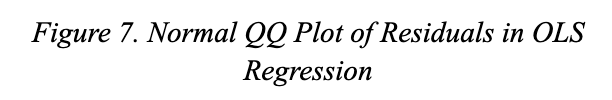 Figure 7. Normal QQ Plot of Residuals in OLS
Regression